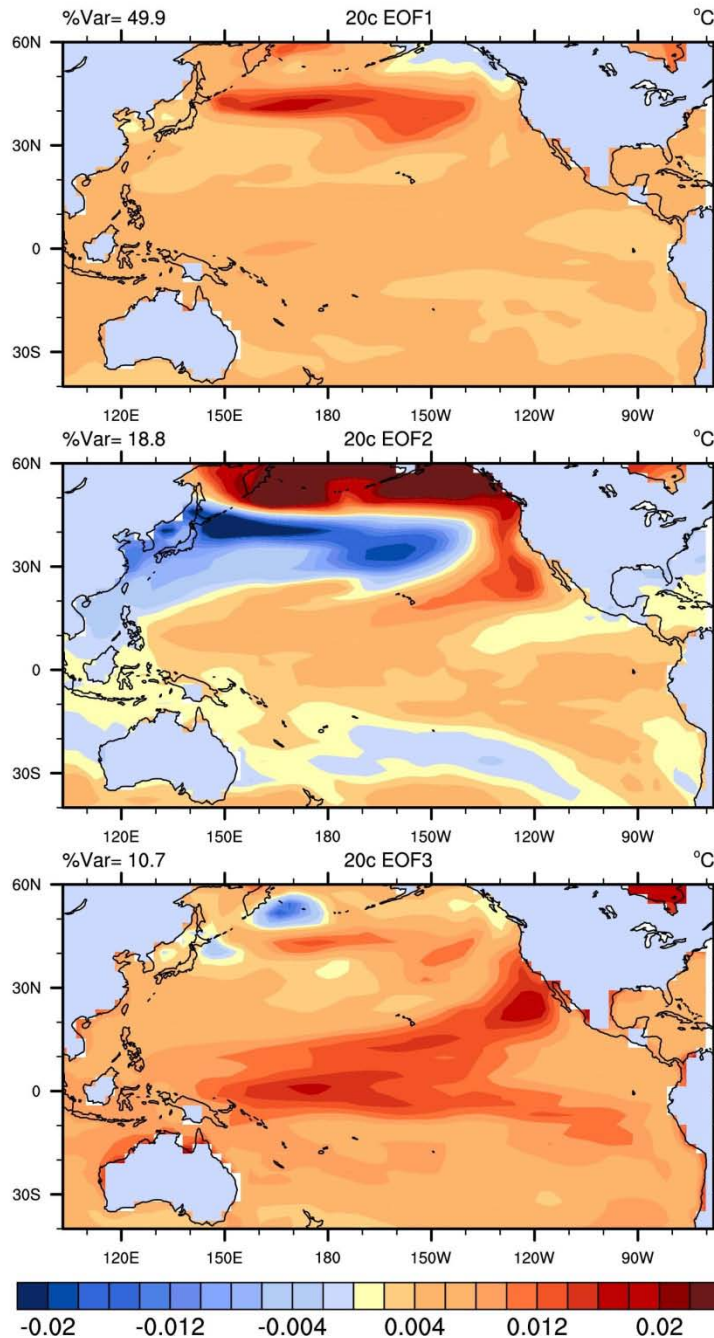 %Var= 49.9 20c EOF1 °C
60N
30N
0
30S
120E 150E 180 150W 120W 90W
%Var= 18.8 20c EOF2 °C
60N
30N
0
30S
120E 150E 180 150W 120W 90W
%Var= 10.7 20c EOF3 °C
60N
30N
0
30S
120E 150E 180 150W 120W 90W
-0.02 -0.012 -0.004 0.004 0.012 0.02